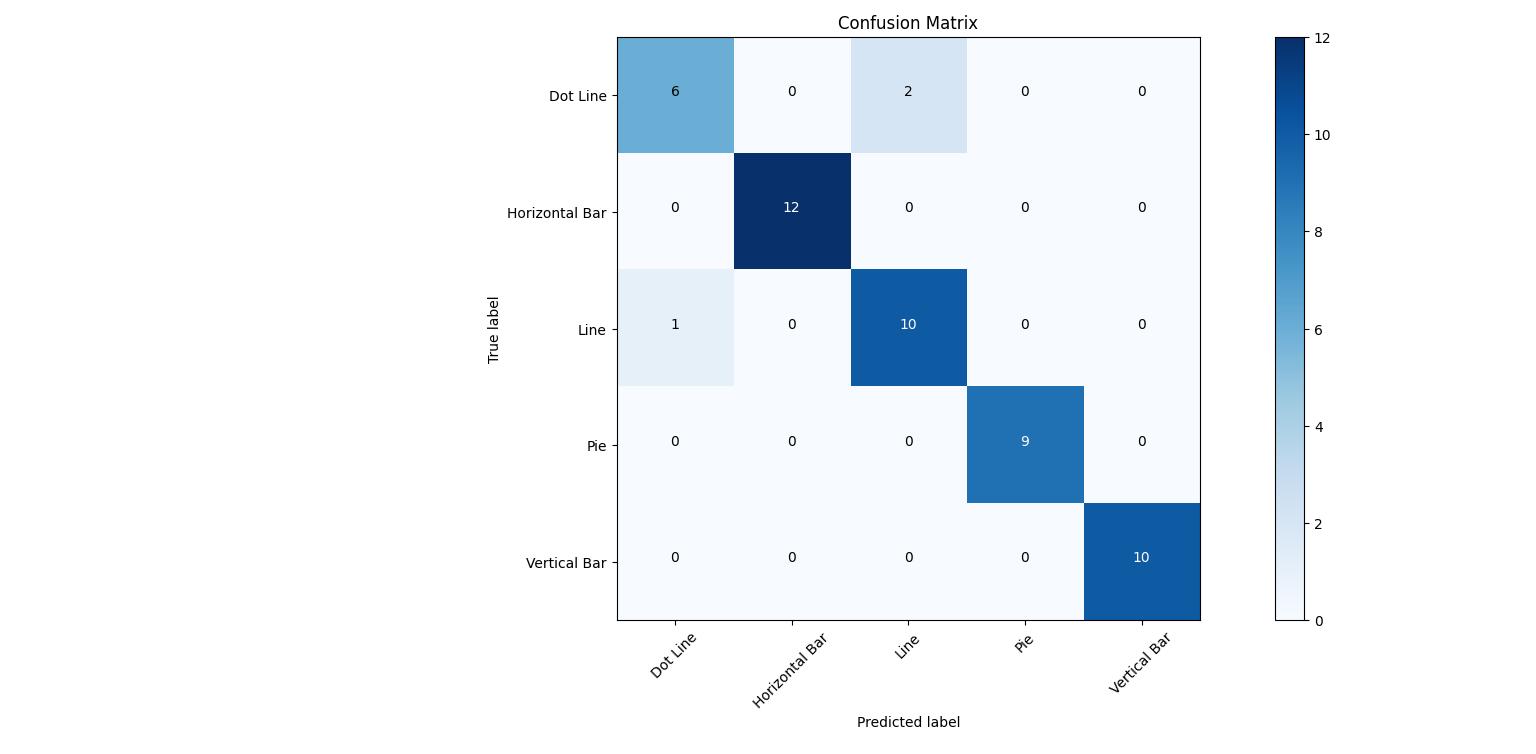 Confusion Matrix
Dot Line 6 0 2 0 0
Horizontal Bar 0 12 0 0 0
Line 1 0 10 0 0
Pie 0 0 0 9 0
Vertical Bar 0 0 0 0 10
True label
Dot Line Horizontal Bar Line Pie Vertical Bar
Predicted label
12
10
8
6
4
2
0